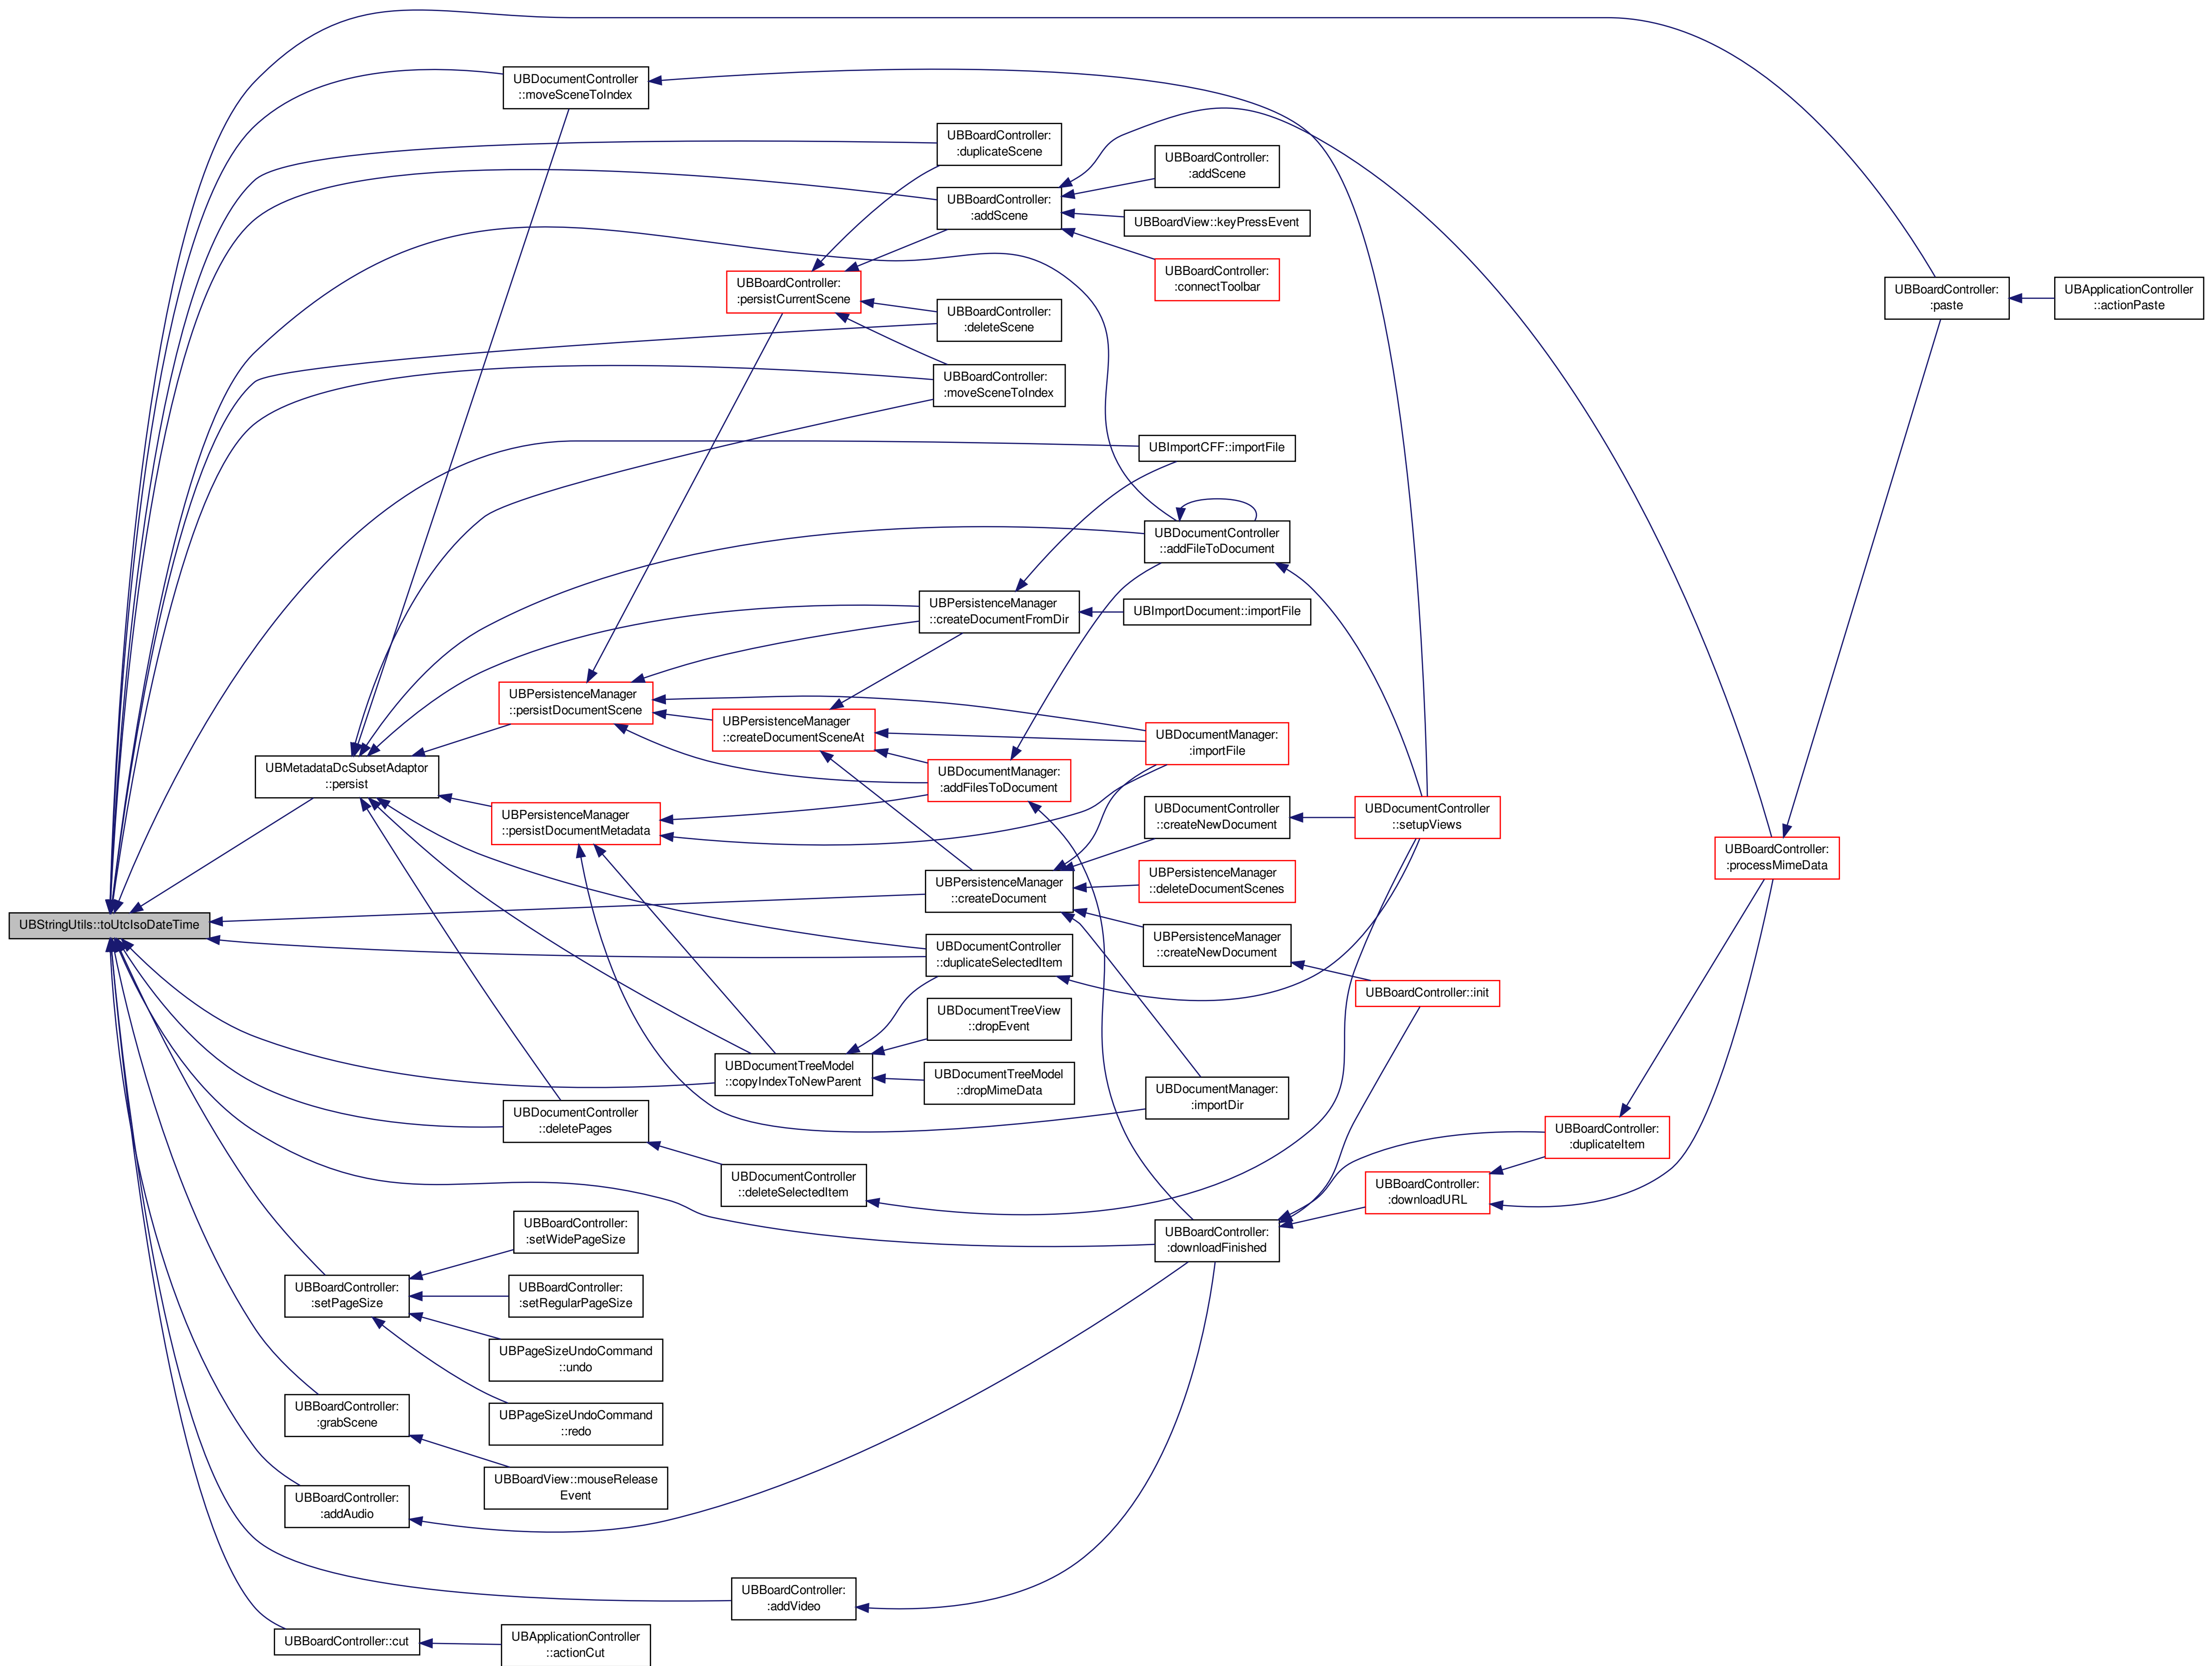 UBDocumentController
::moveSceneToIndex
UBBoardController:
:duplicateScene
UBBoardController:
:addScene
UBBoardController:
:addScene
UBBoardView::keyPressEvent
UBBoardController:
:connectToolbar
UBBoardController:
:persistCurrentScene
UBBoardController:
:deleteScene
UBBoardController:
:moveSceneToIndex
UBBoardController:
:paste
UBApplicationController
::actionPaste
UBImportCFF::importFile
UBDocumentController
::addFileToDocument
UBPersistenceManager
::createDocumentFromDir
UBImportDocument::importFile
UBPersistenceManager
::persistDocumentScene
UBPersistenceManager
::createDocumentSceneAt
UBDocumentManager:
:importFile
UBMetadataDcSubsetAdaptor
::persist
UBDocumentManager:
:addFilesToDocument
UBPersistenceManager
::persistDocumentMetadata
UBDocumentController
::createNewDocument
UBDocumentController
::setupViews
UBBoardController:
:processMimeData
UBPersistenceManager
::createDocument
UBPersistenceManager
::deleteDocumentScenes
UBStringUtils::toUtcIsoDateTime
UBPersistenceManager
::createNewDocument
UBDocumentController
::duplicateSelectedItem
UBBoardController::init
UBDocumentTreeView
::dropEvent
UBDocumentTreeModel
::copyIndexToNewParent
UBDocumentTreeModel
::dropMimeData
UBDocumentManager:
:importDir
UBDocumentController
::deletePages
UBBoardController:
:duplicateItem
UBDocumentController
::deleteSelectedItem
UBBoardController:
:downloadURL
UBBoardController:
:setWidePageSize
UBBoardController:
:downloadFinished
UBBoardController:
:setPageSize
UBBoardController:
:setRegularPageSize
UBPageSizeUndoCommand
::undo
UBBoardController:
:grabScene
UBPageSizeUndoCommand
::redo
UBBoardView::mouseRelease
Event
UBBoardController:
:addAudio
UBBoardController:
:addVideo
UBBoardController::cut
UBApplicationController
::actionCut